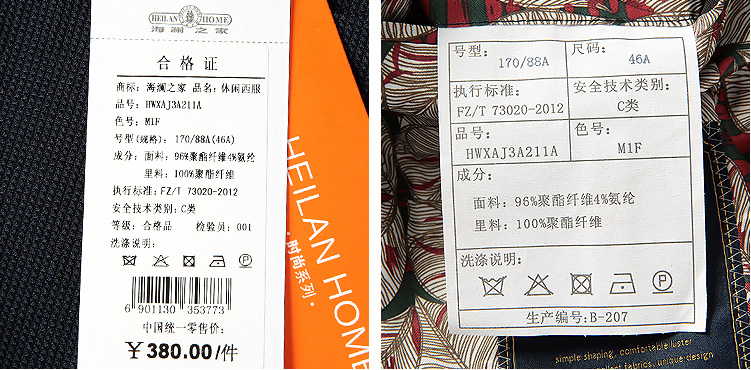 HEILAN HOME
海澜之家
合格证
商标: 海澜之家 品名: 休闲西服
品号: HWXAJ3A211A
色号: M1F
号型(规格): 170/88A(46A)
成分: 面料: 96%聚酯纤维4%氨纶
里料: 100%聚酯纤维
执行标准: FZ/T 73020-2012
安全技术类别: C类
等级: 合格品 检验员: 001
洗涤说明:
P
6 901130 353773
中国统一零售价:
¥380.00/件
HEILAN HOME
·时尚系列·
号型: 170/88A 尺码: 46A
执行标准: FZ/T 73020-2012
安全技术类别: C类
品号: HWXAJ3A211A
色号: M1F
成分:
面料: 96%聚酯纤维4%氨纶
里料: 100%聚酯纤维
洗涤说明:
P
生产编号: B-207
simple shaping, comfortable luster
excellent fabrics, unique design